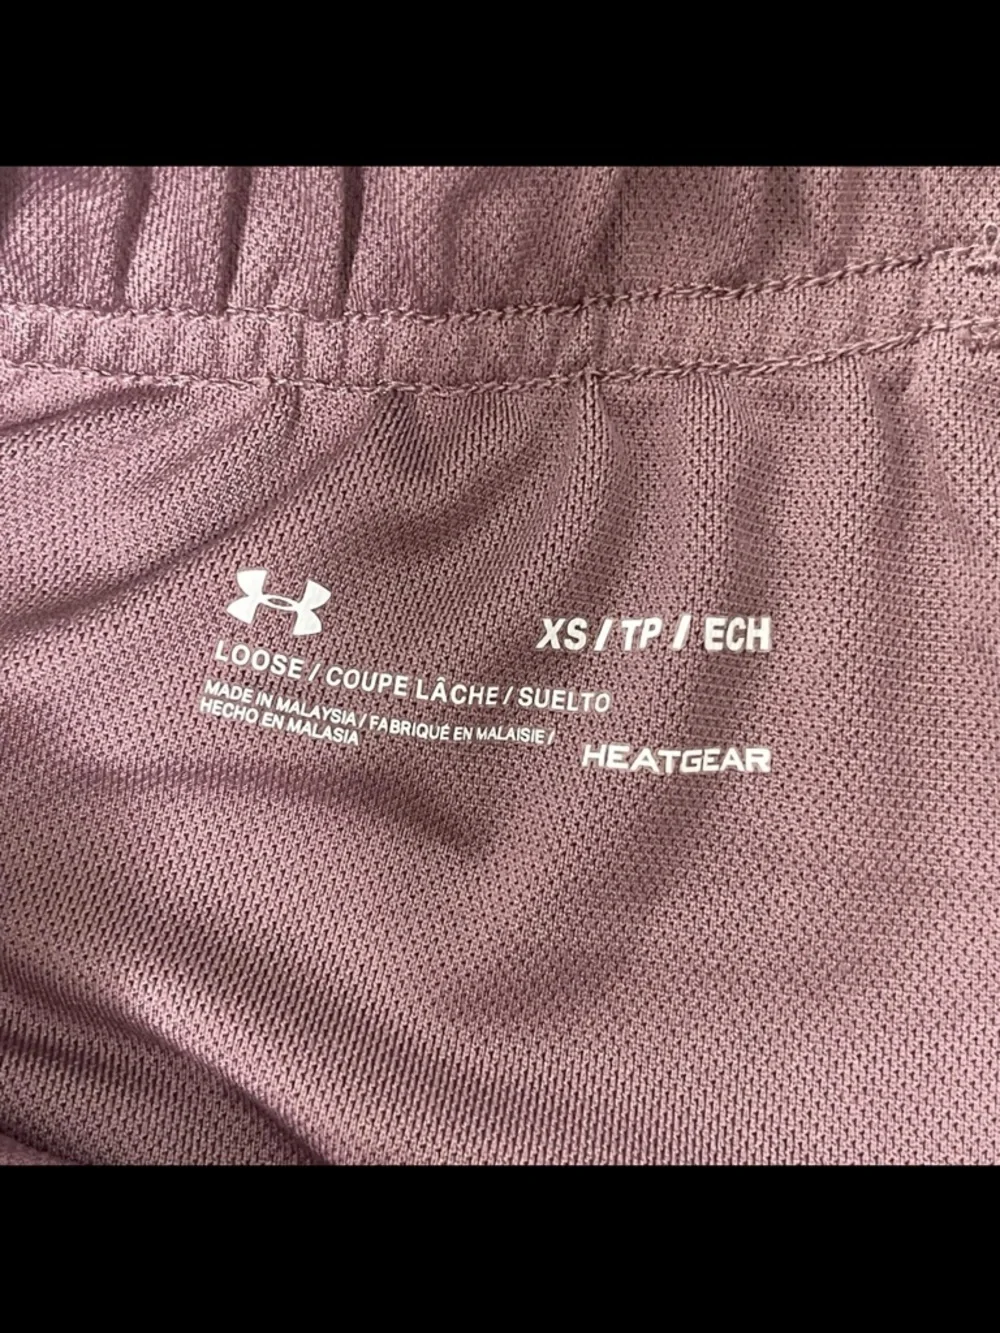 XS / TP / ECH
LOOSE / COUPE LÂCHE / SUELTO
MADE IN MALAYSIA / FABRIQUÉ EN MALAISIE /
HECHO EN MALASIA
HEATGEAR